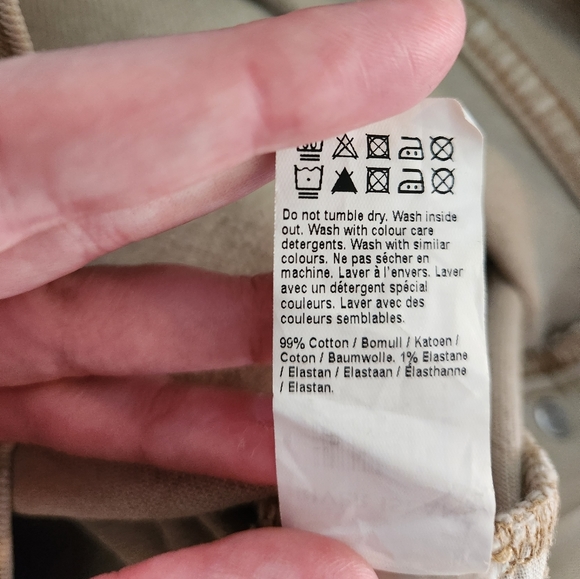 Do not tumble dry. Wash inside
out. Wash with colour care
detergents. Wash with similar
colours. Ne pas sécher en
machine. Laver à l'envers. Laver
avec un détergent spécial
couleurs. Laver avec des
couleurs semblables.
99% Cotton / Bomull / Katoen /
Coton / Baumwolle. 1% Elastane
/ Elastan / Elastaan / Élasthanne
/ Elastan.